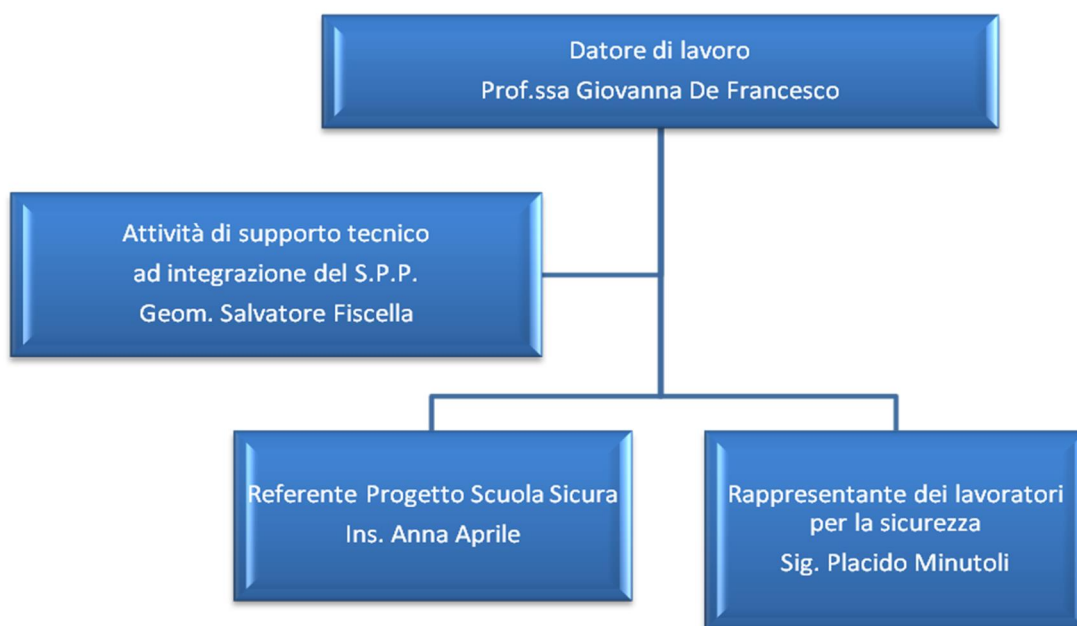 Datore di lavoro
Prof.ssa Giovanna De Francesco
Attività di supporto tecnico
ad integrazione del S.P.P.
Geom. Salvatore Fiscella
Referente Progetto Scuola Sicura
Ins. Anna Aprile
Rappresentante dei lavoratori
per la sicurezza
Sig. Placido Minutoli